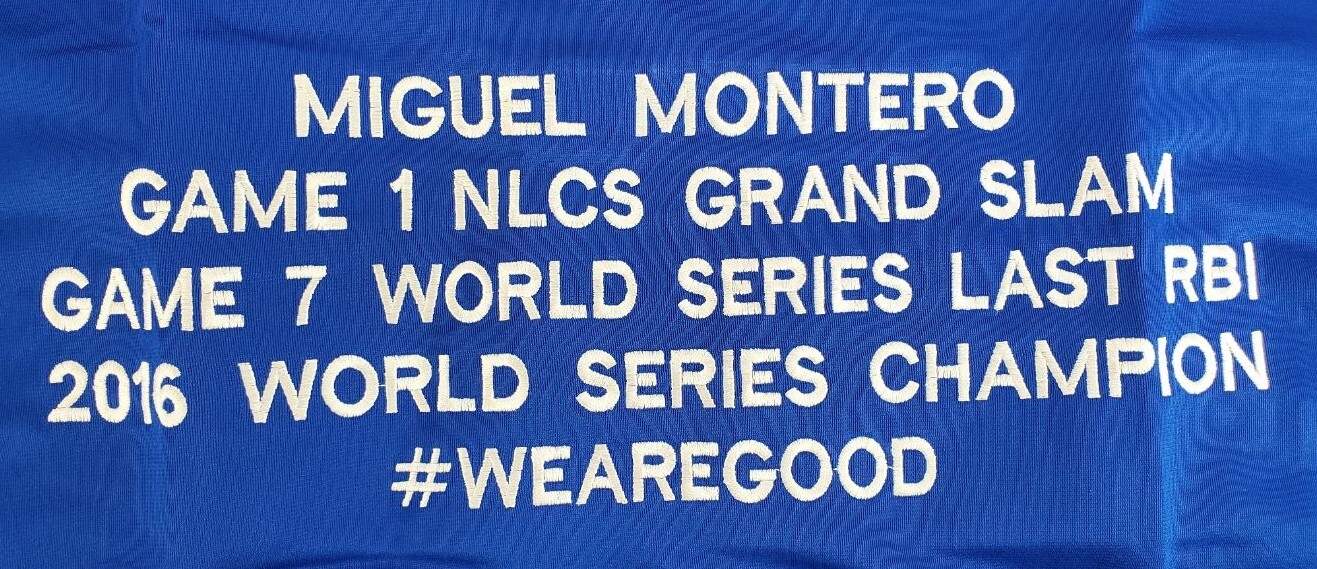 MIGUEL MONTERO
GAME 1 NLCS GRAND SLAM
GAME 7 WORLD SERIES LAST RBI
2016 WORLD SERIES CHAMPION
#WEAREGOOD